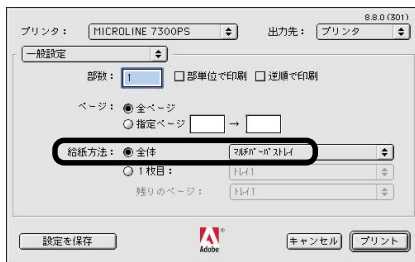 8.8.0 (301)
プリンタ： MICROLINE 7300PS 出力先： プリンタ
一般設定
部数： 1 部単位で印刷 逆順で印刷
ページ： 全ページ
指定ページ →
給紙方法： 全体 ﾏﾙﾁﾊﾟｰﾊﾟｽﾄﾚｲ
1枚目： ﾄﾚｲ1
残りのページ： ﾄﾚｲ1
設定を保存 Adobe キャンセル プリント